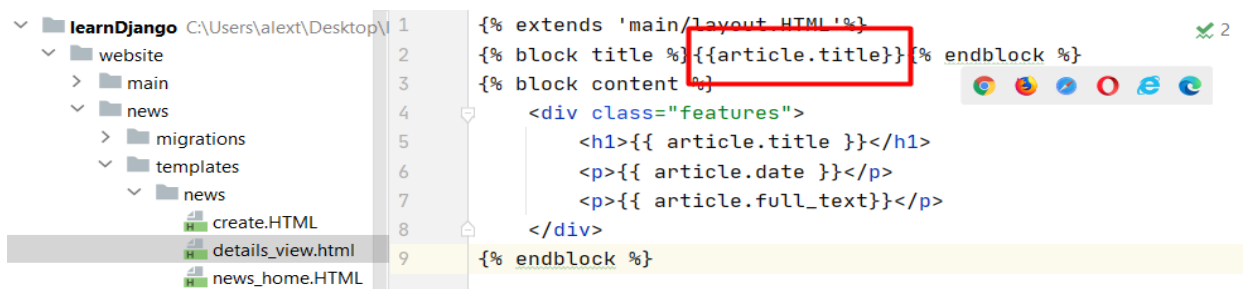 learnDjango C:\Users\alext\Desktop\l
website
main
news
migrations
templates
news
create.HTML
details_view.html
news_home.HTML
1 {% extends 'main/layout.HTML'%}
2 {% block title %}{{article.title}}{% endblock %}
3 {% block content %}
4 <div class="features">
5 <h1>{{ article.title }}</h1>
6 <p>{{ article.date }}</p>
7 <p>{{ article.full_text}}</p>
8 </div>
9 {% endblock %}
2